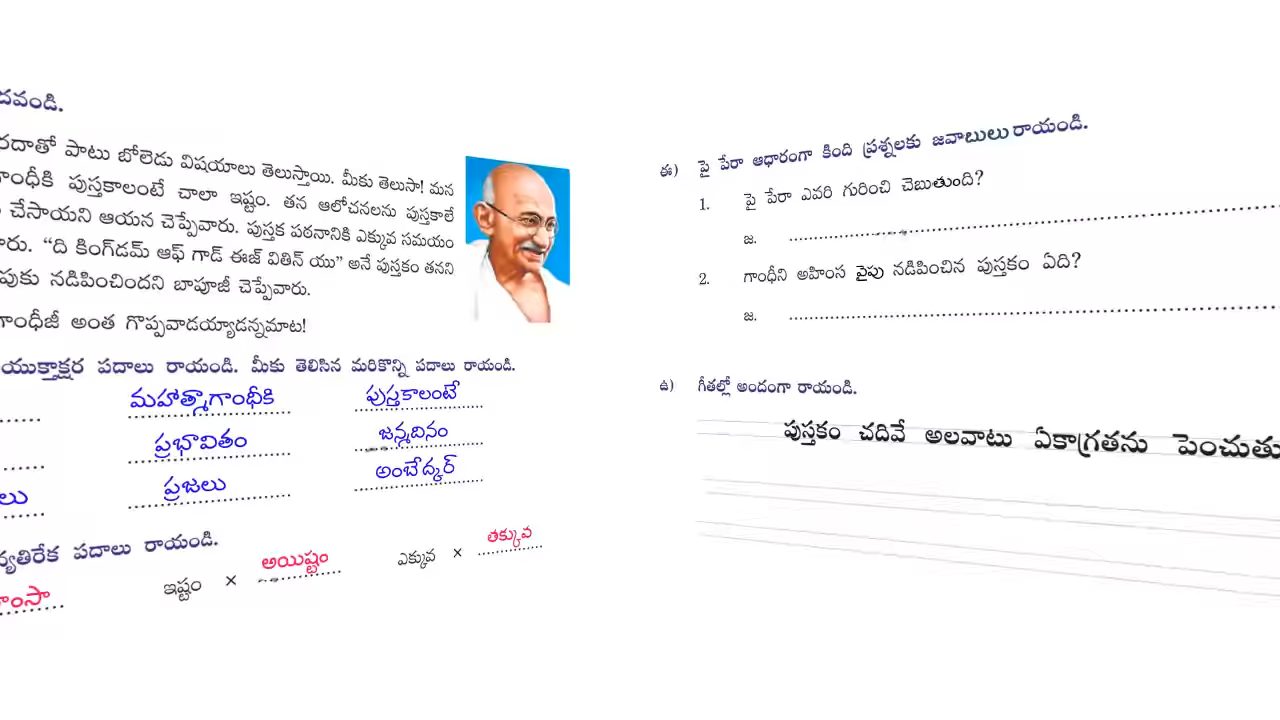 దవండి.
రదాతో పాటు బోలెడు విషయాలు తెలుస్తాయి. మీకు తెలుసా! మన
ాంధీకి పుస్తకాలంటే చాలా ఇష్టం. తన ఆలోచనలను పుస్తకాలే
చేసాయని ఆయన చెప్పేవారు. పుస్తక పఠనానికి ఎక్కువ సమయం
ారు. “ది కింగ్‌డమ్ ఆఫ్ గాడ్ ఈజ్ వితిన్ యు” అనే పుస్తకం తనని
పుకు నడిపించిందని బాపూజీ చెప్పేవారు.
గాంధీజీ అంత గొప్పవాడయ్యాడన్నమాట!
యుక్తాక్షర పదాలు రాయండి. మీకు తెలిసిన మరికొన్ని పదాలు రాయండి.
మహాత్మాగాంధీకి పుస్తకాలంటే
ప్రభావితం జన్మదినం
లు ప్రజలు అంబేద్కర్
వ్యతిరేక పదాలు రాయండి.
ాంసా ఇష్టం × అయిష్టం ఎక్కువ × తక్కువ
ఈ) పై పేరా ఆధారంగా కింది ప్రశ్నలకు జవాబులు రాయండి.
1. పై పేరా ఎవరి గురించి చెబుతుంది?
జ.
2. గాంధీని అహింస వైపు నడిపించిన పుస్తకం ఏది?
జ.
ఉ) గీతల్లో అందంగా రాయండి.
పుస్తకం చదివే అలవాటు ఏకాగ్రతను పెంచుతు